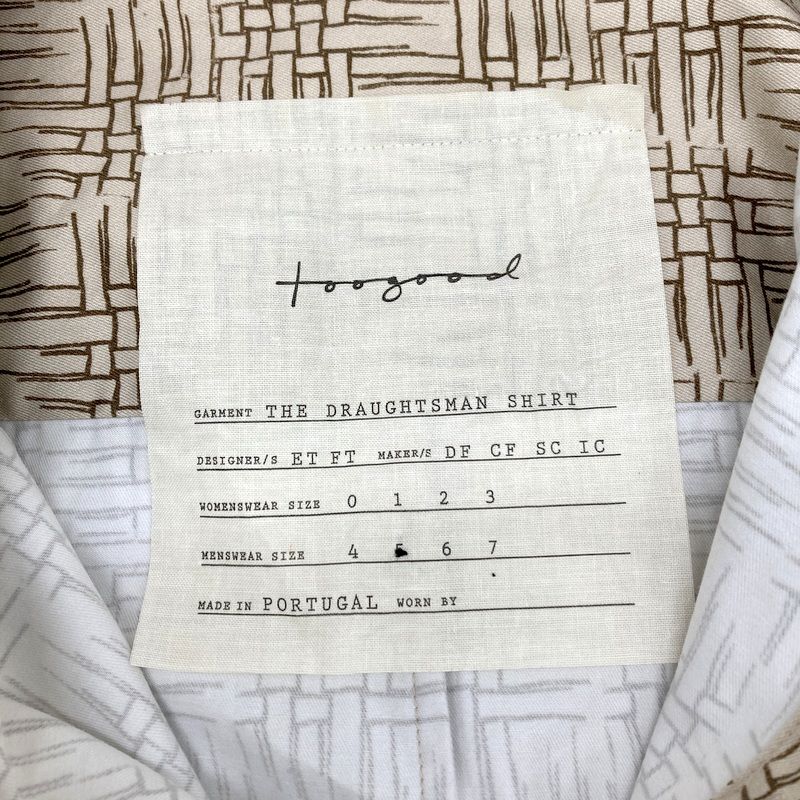 toogood
GARMENT THE DRAUGHTSMAN SHIRT
DESIGNER/S ET FT MAKER/S DF CF SC IC
WOMENSWEAR SIZE 0 1 2 3
MENSWEAR SIZE 4 5 6 7
MADE IN PORTUGAL WORN BY